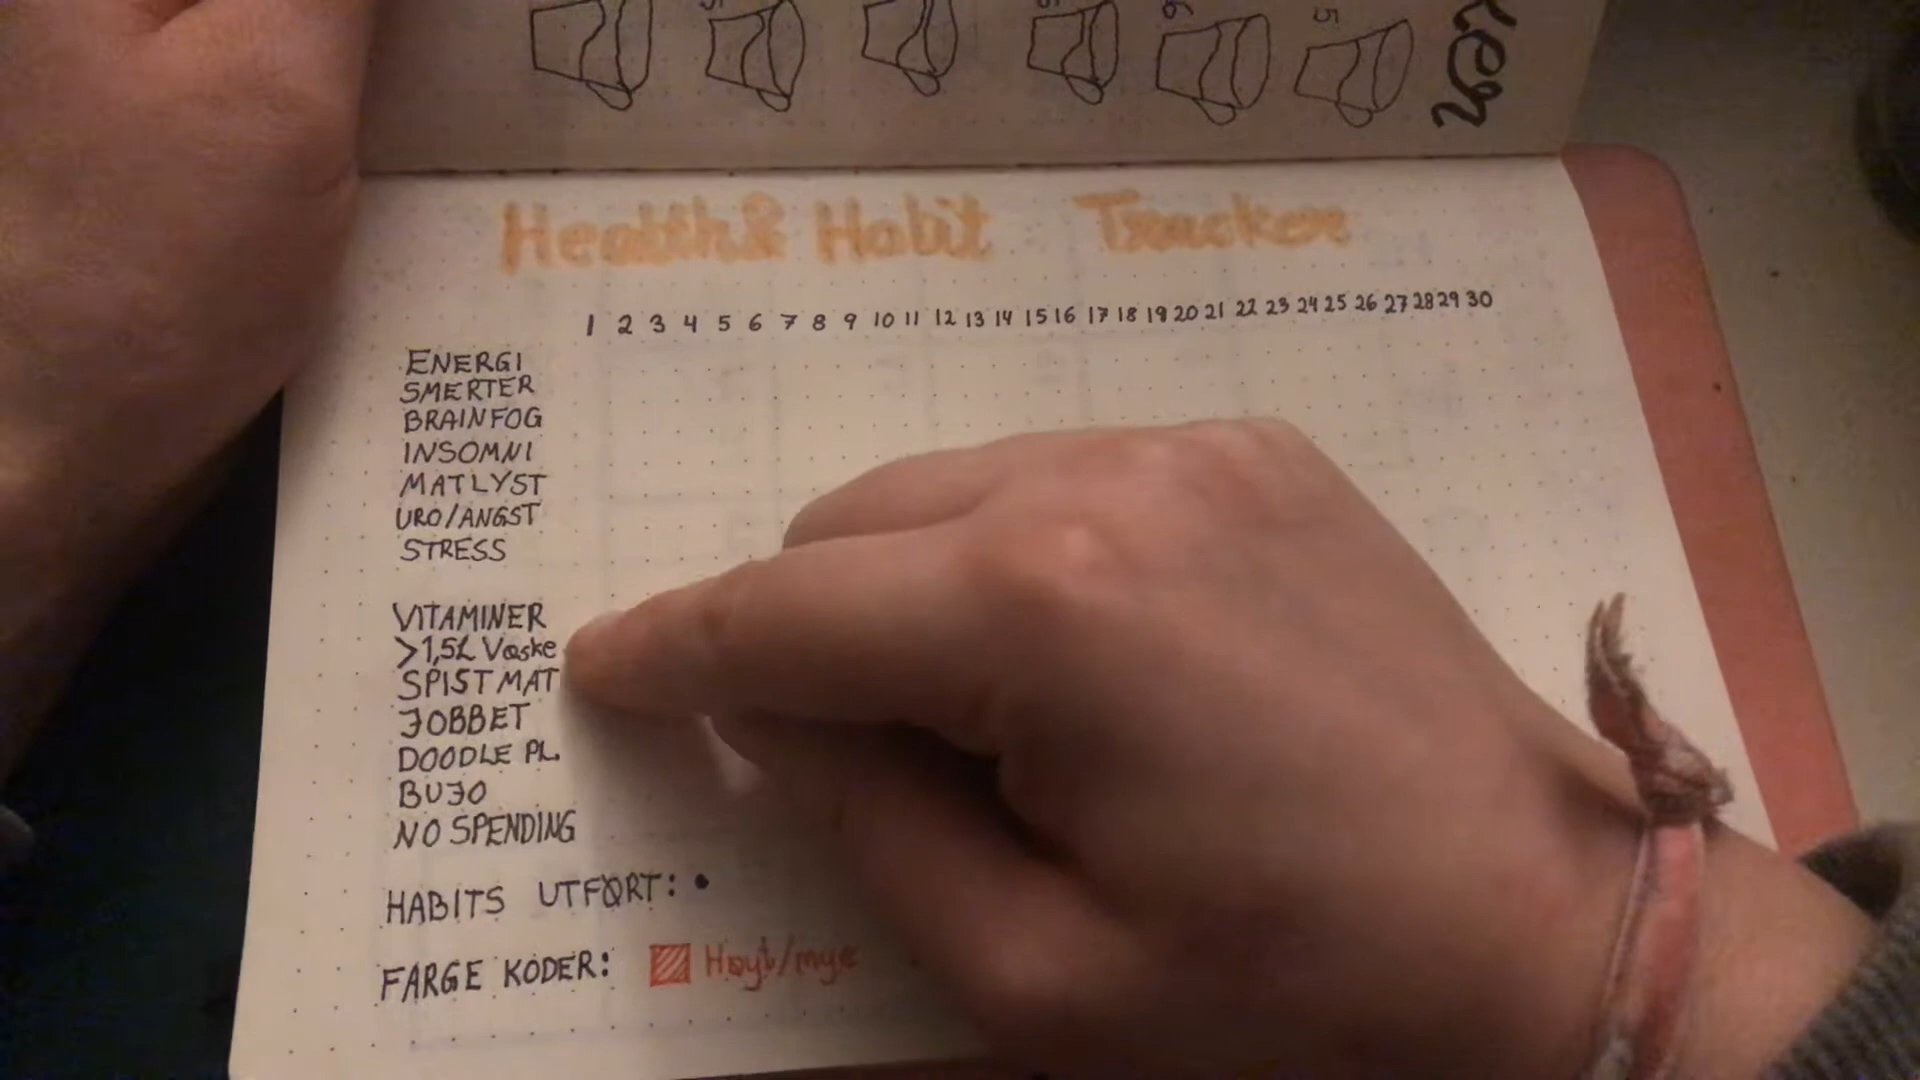 Health & Habit Tracker
1 2 3 4 5 6 7 8 9 10 11 12 13 14 15 16 17 18 19 20 21 22 23 24 25 26 27 28 29 30
ENERGI
SMERTER
BRAINFOG
INSOMNI
MATLYST
URO/ANGST
STRESS
VITAMINER
>1,5L Væske
SPIST MAT
JOBBET
DOODLE PL.
BUJO
NO SPENDING
HABITS UTFØRT: •
FARGE KODER: Høyt/mye